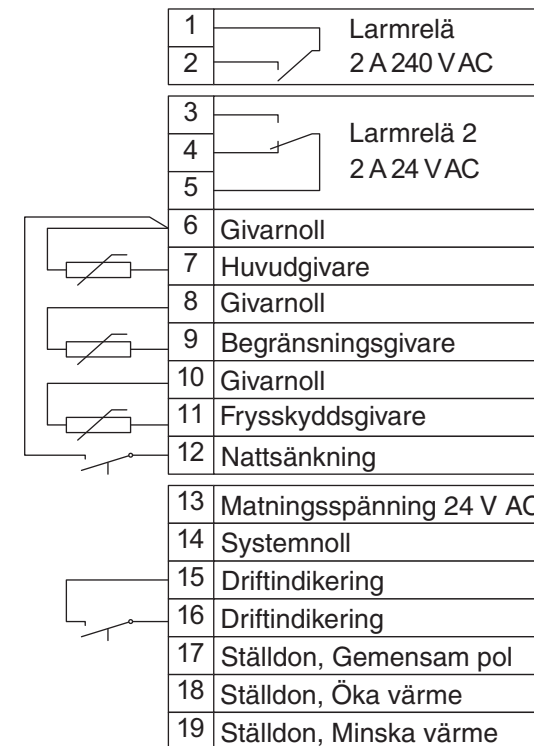 1
Larmrelä
2
2 A 240 V AC
3
4
Larmrelä 2
2 A 24 V AC
5
6 Givarnoll
7 Huvudgivare
8 Givarnoll
9 Begränsningsgivare
10 Givarnoll
11 Frysskyddsgivare
12 Nattsänkning
13 Matningsspänning 24 V AC
14 Systemnoll
15 Driftindikering
16 Driftindikering
17 Ställdon, Gemensam pol
18 Ställdon, Öka värme
19 Ställdon, Minska värme